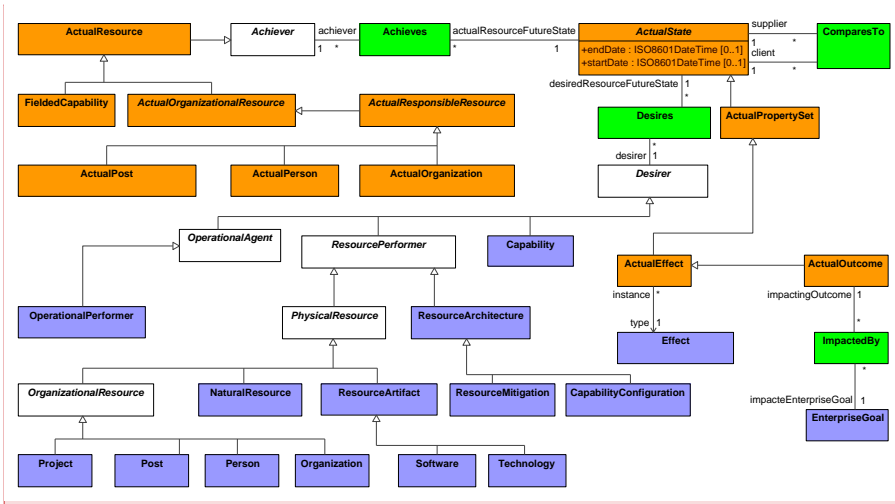 ActualResource
Achiever
achiever
1
*
Achieves
actualResourceFutureState
*
1
ActualState
+endDate : ISO8601DateTime [0..1]
+startDate : ISO8601DateTime [0..1]
supplier
1
*
client
1
*
ComparesTo
FieldedCapability
ActualOrganizationalResource
ActualResponsibleResource
desiredResourceFutureState
1
*
Desires
ActualPropertySet
*
desirer
1
ActualPost
ActualPerson
ActualOrganization
Desirer
OperationalAgent
ResourcePerformer
Capability
ActualEffect
ActualOutcome
instance
*
impactingOutcome
1
OperationalPerformer
PhysicalResource
ResourceArchitecture
type
1
*
Effect
ImpactedBy
OrganizationalResource
NaturalResource
ResourceArtifact
ResourceMitigation
CapabilityConfiguration
*
impacteEnterpriseGoal
1
EnterpriseGoal
Project
Post
Person
Organization
Software
Technology